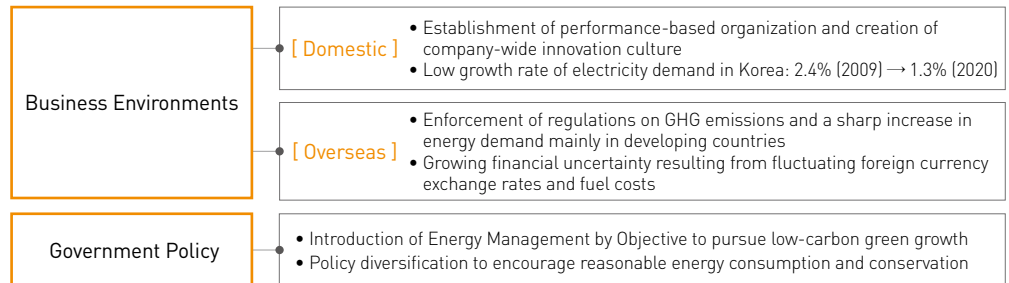 Business Environments
[ Domestic ]
• Establishment of performance-based organization and creation of
company-wide innovation culture
• Low growth rate of electricity demand in Korea: 2.4% (2009) → 1.3% (2020)
[ Overseas ]
• Enforcement of regulations on GHG emissions and a sharp increase in
energy demand mainly in developing countries
• Growing financial uncertainty resulting from fluctuating foreign currency
exchange rates and fuel costs
Government Policy
• Introduction of Energy Management by Objective to pursue low-carbon green growth
• Policy diversification to encourage reasonable energy consumption and conservation